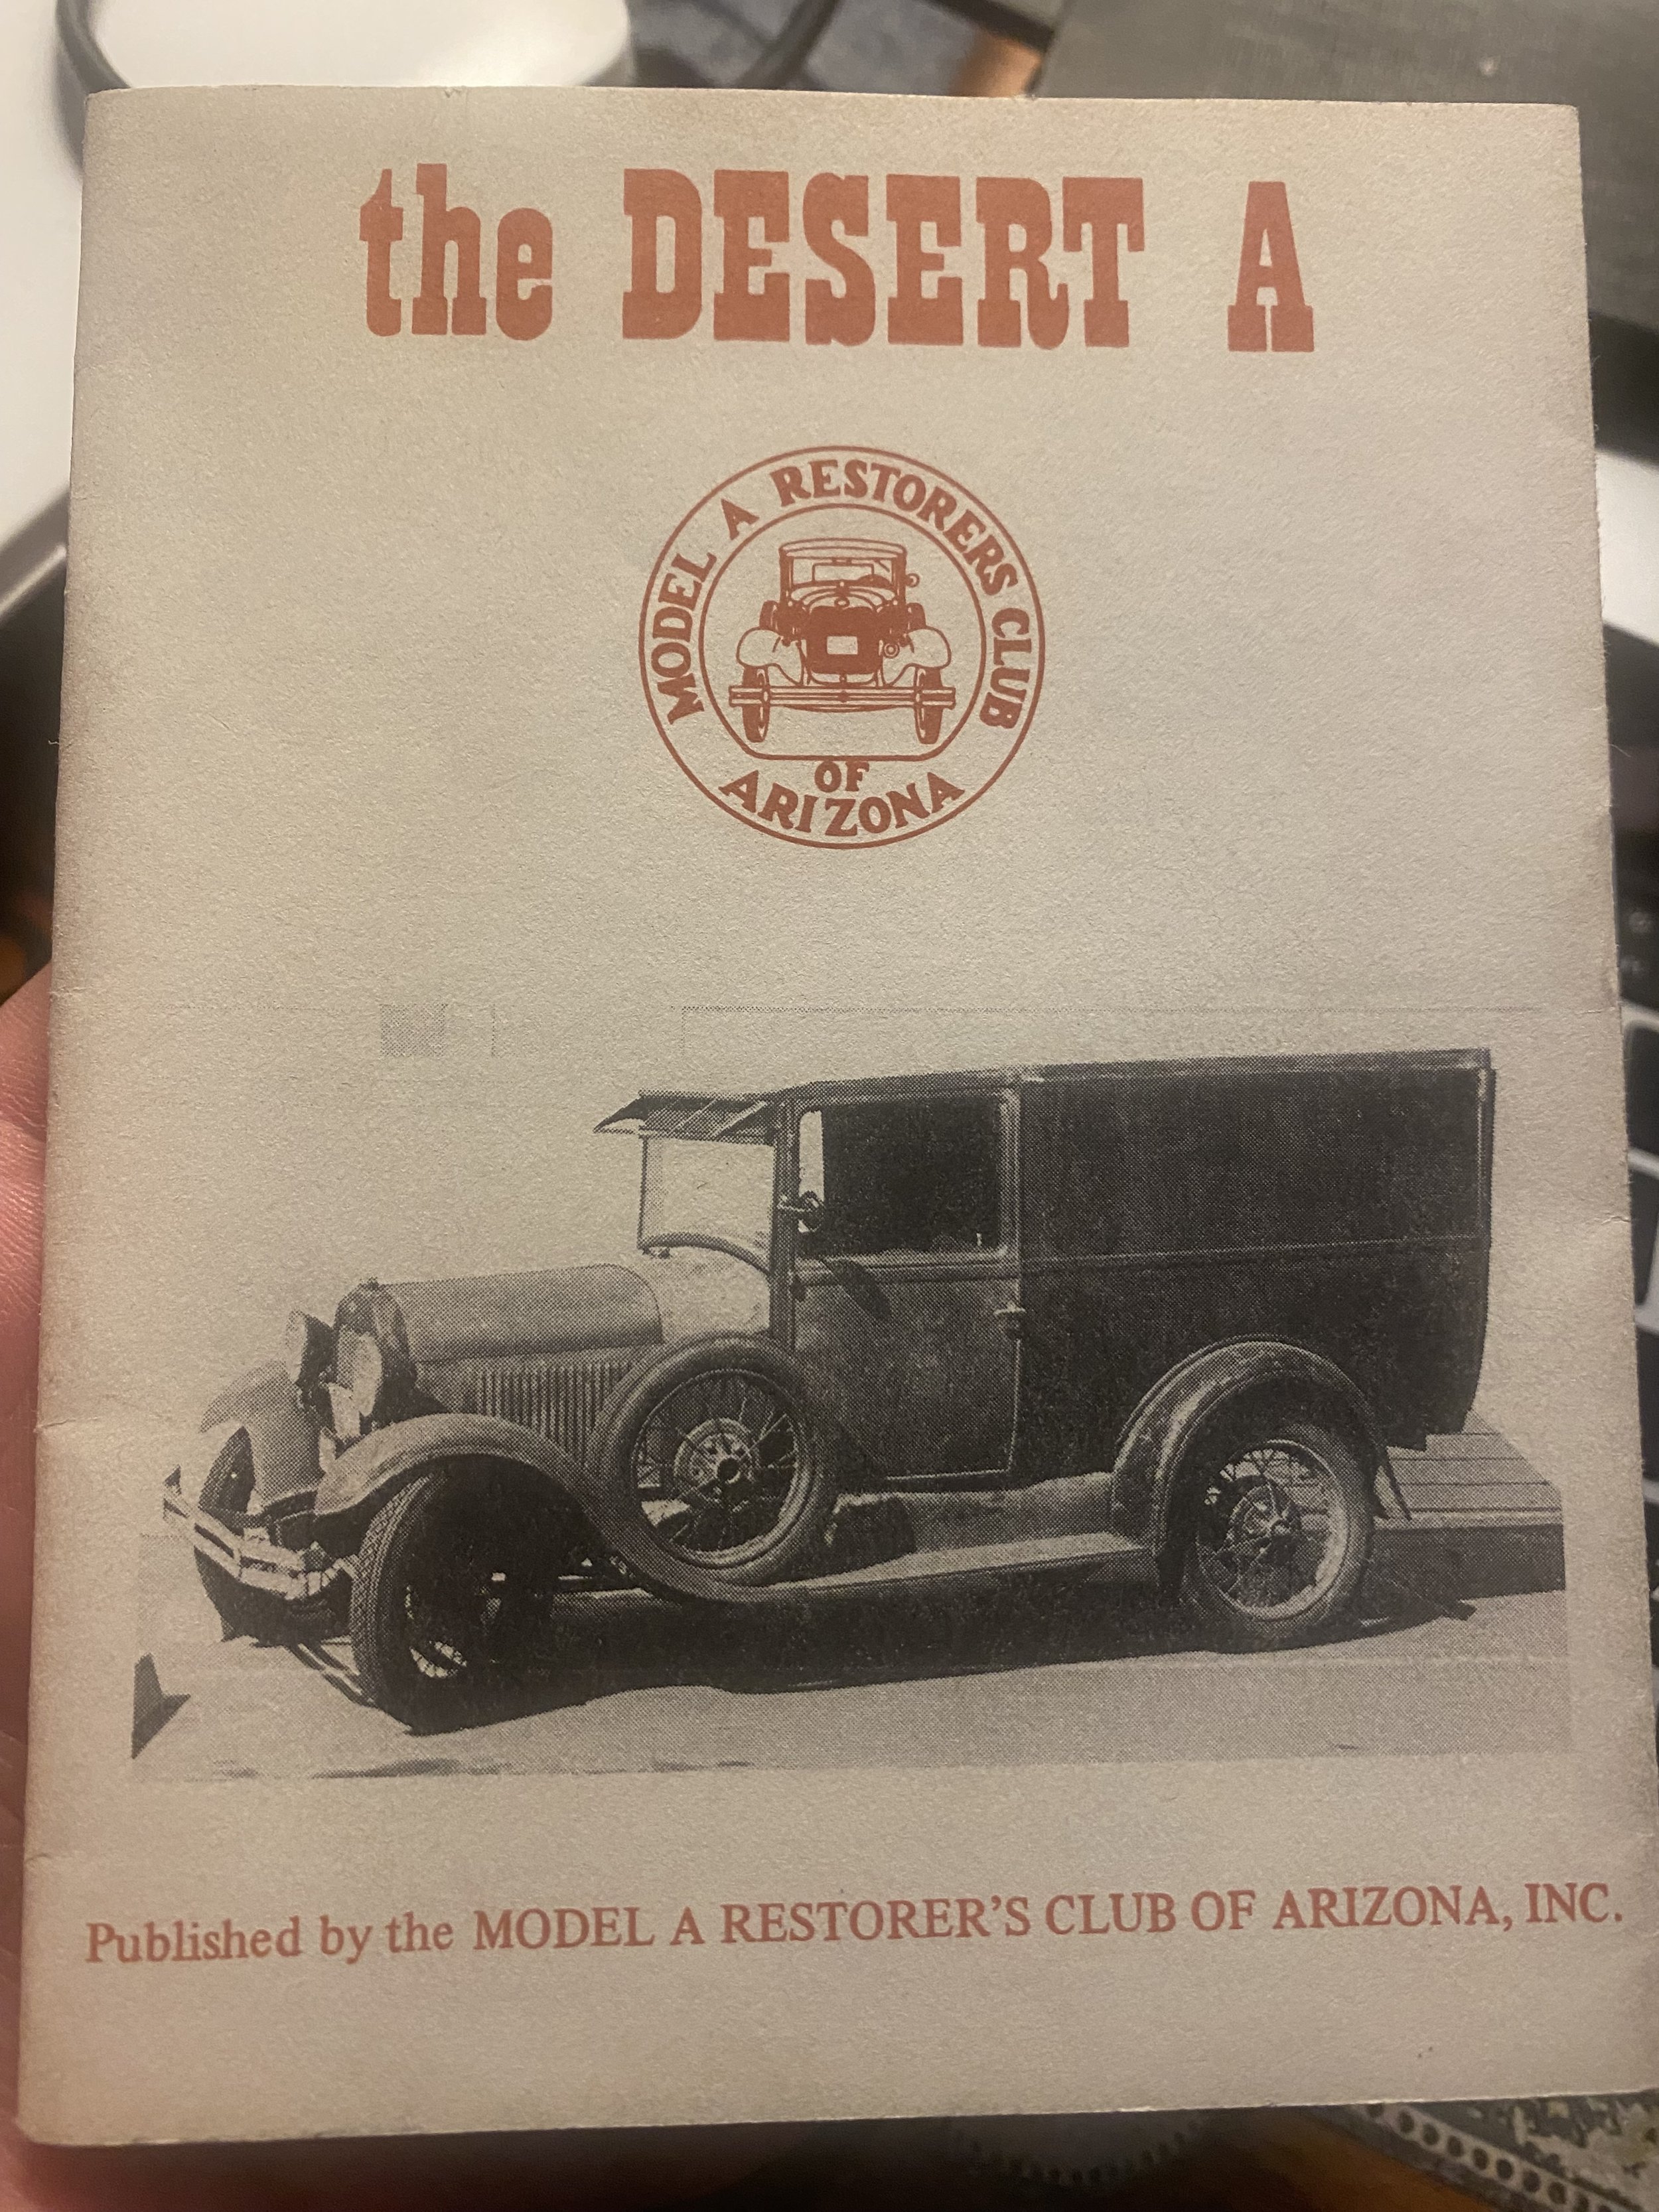 the DESERT A
MODEL A RESTORERS CLUB
OF
ARIZONA
Published by the MODEL A RESTORER'S CLUB OF ARIZONA, INC.